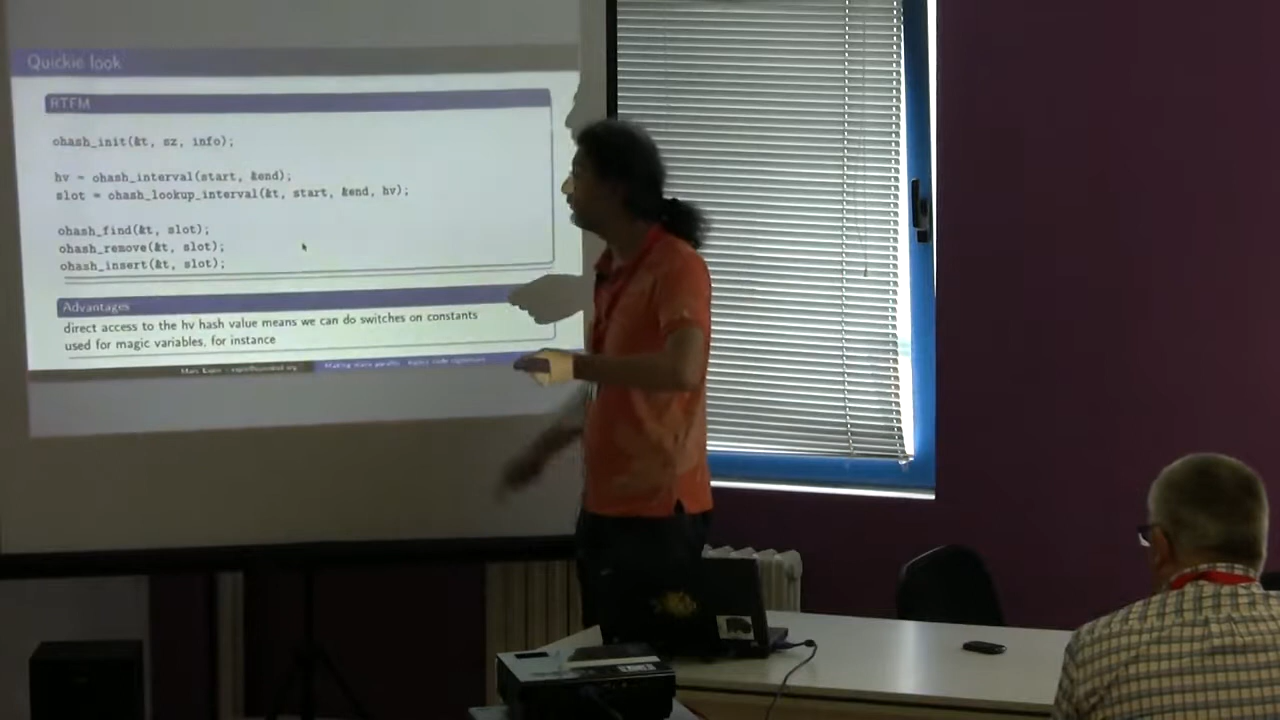 Quickie look
RTFM
ohash_init(&t, sz, info);
hv = ohash_interval(start, &end);
slot = ohash_lookup_interval(&t, start, &end, hv);
ohash_find(&t, slot);
ohash_remove(&t, slot);
ohash_insert(&t, slot);
Advantages
direct access to the hv hash value means we can do switches on constants
used for magic variables, for instance